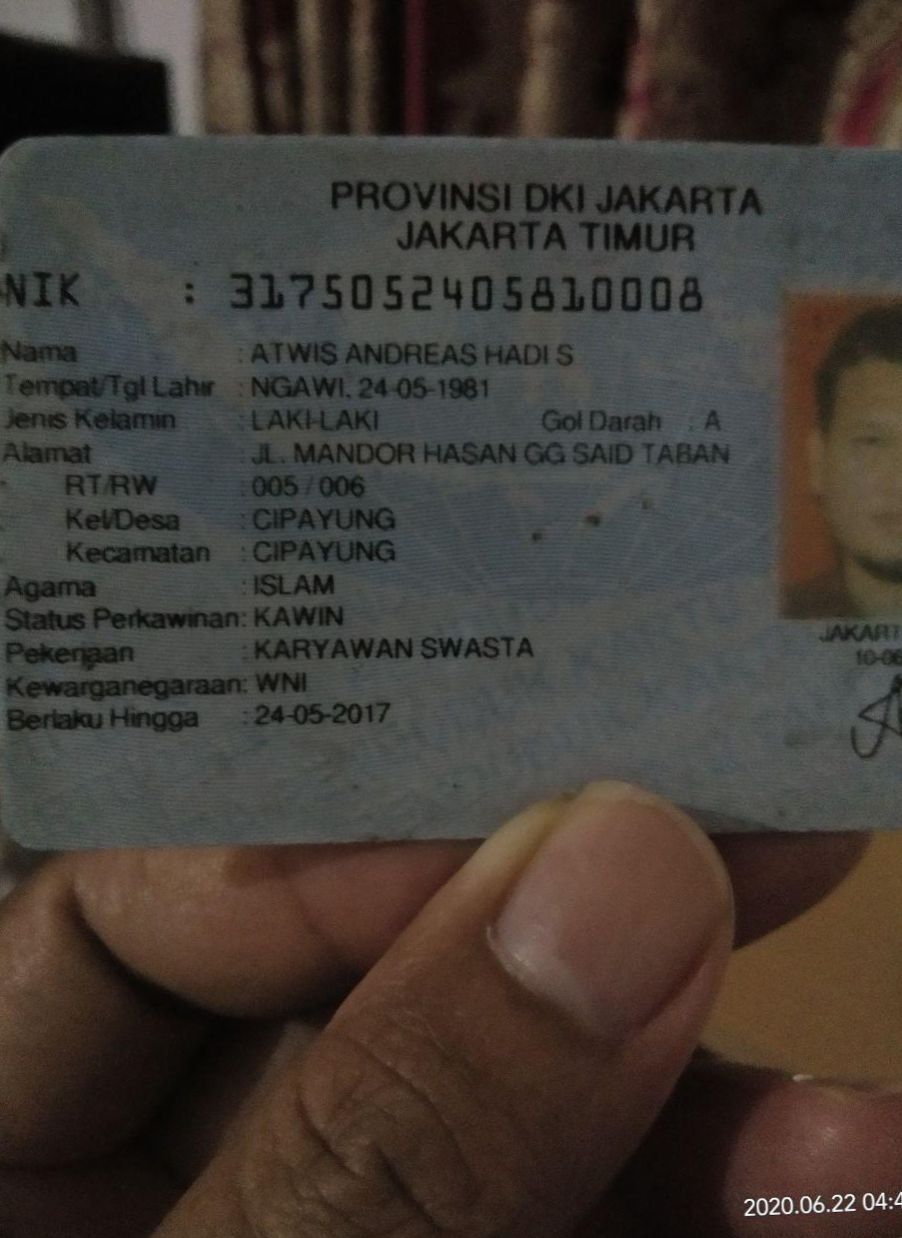 PROVINSI DKI JAKARTA
JAKARTA TIMUR
NIK : 3175052405810008
Nama : ATWIS ANDREAS HADI S
Tempat/Tgl Lahir : NGAWI, 24-05-1981
Jenis Kelamin : LAKI-LAKI Gol Darah : A
Alamat : JL. MANDOR HASAN GG SAID TABAN
RT/RW : 005 / 006
Kel/Desa : CIPAYUNG
Kecamatan : CIPAYUNG
Agama : ISLAM
Status Perkawinan: KAWIN
Pekerjaan : KARYAWAN SWASTA
Kewarganegaraan: WNI
Berlaku Hingga : 24-05-2017
JAKART
10-06
2020.06.22 04:4